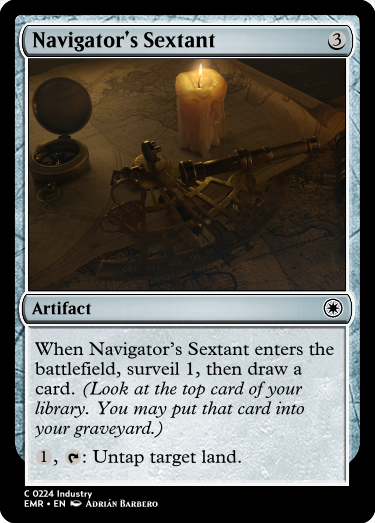 Navigator's Sextant 3
Artifact
When Navigator's Sextant enters the
battlefield, surveil 1, then draw a
card. (Look at the top card of your
library. You may put that card into
your graveyard.)
1 , : Untap target land.
C 0224 Industry
EMR • EN Adrián Barbero